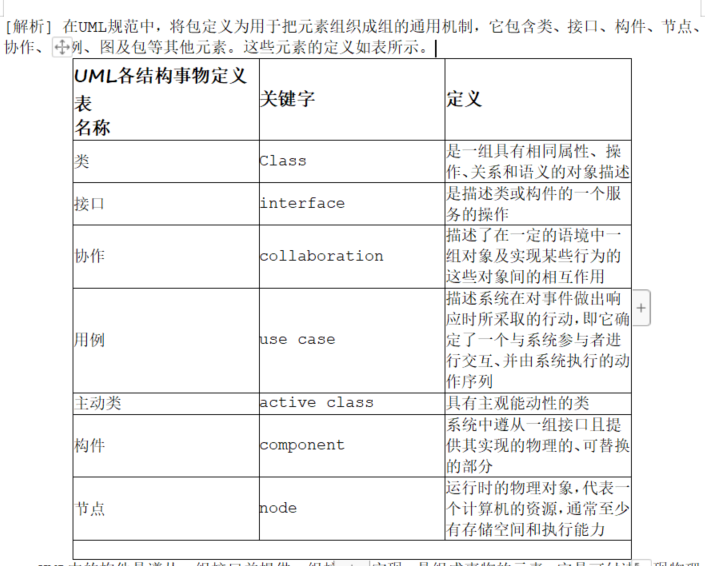 [解析] 在UML规范中，将包定义为用于把元素组织成组的通用机制，它包含类、接口、构件、节点、
协作、例、图及包等其他元素。这些元素的定义如表所示。
UML各结构事物定义
表
名称
关键字
定义
类
Class
是一组具有相同属性、操
作、关系和语义的对象描述
接口
interface
是描述类或构件的一个服
务的操作
协作
collaboration
描述了在一定的语境中一
组对象及实现某些行为的
这些对象间的相互作用
用例
use case
描述系统在对事件做出响
应时所采取的行动，即它确
定了一个与系统参与者进
行交互、并由系统执行的动
作序列
主动类
active class
具有主观能动性的类
构件
component
系统中遵从一组接口且提
供其实现的物理的、可替换
的部分
节点
node
运行时的物理对象，代表一
个计算机的资源，通常至少
有存储空间和执行能力